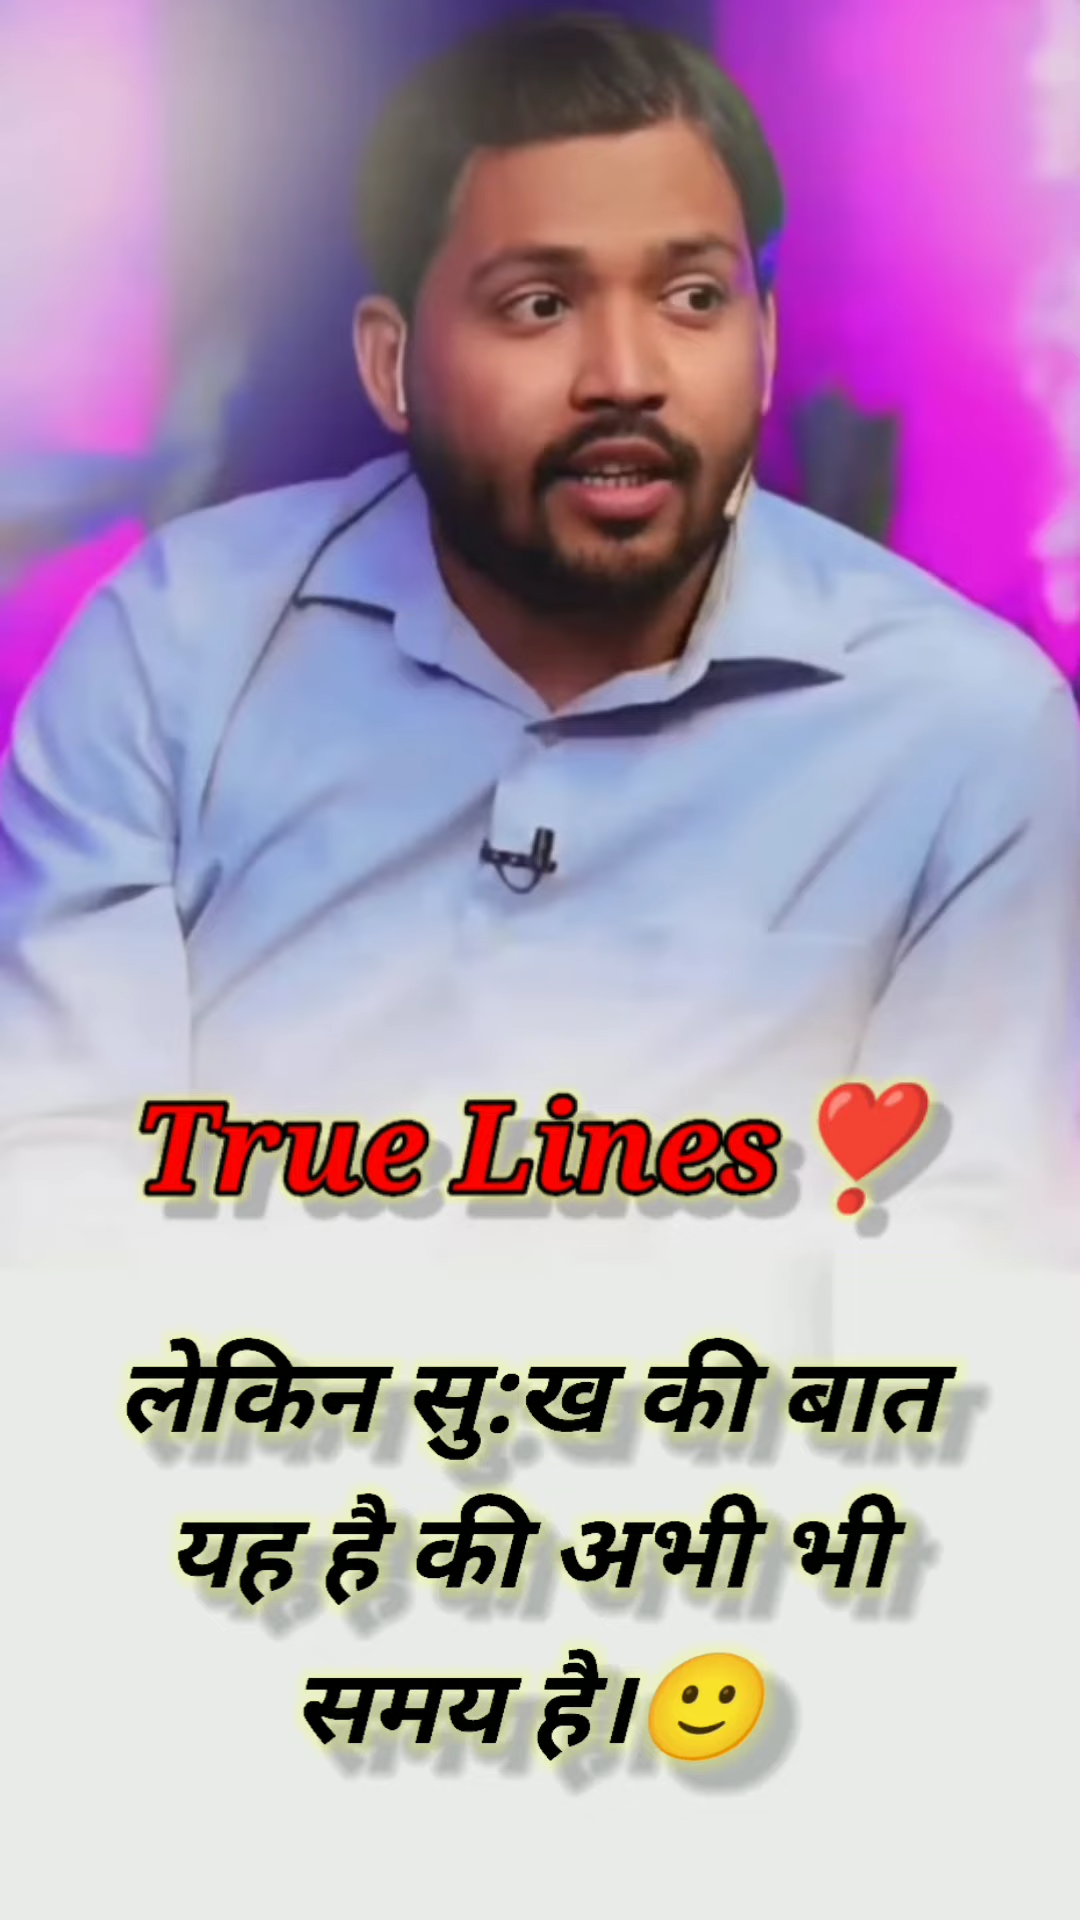 True Lines ❣️
लेकिन सु:ख की बात
यह है की अभी भी
समय है।🙂